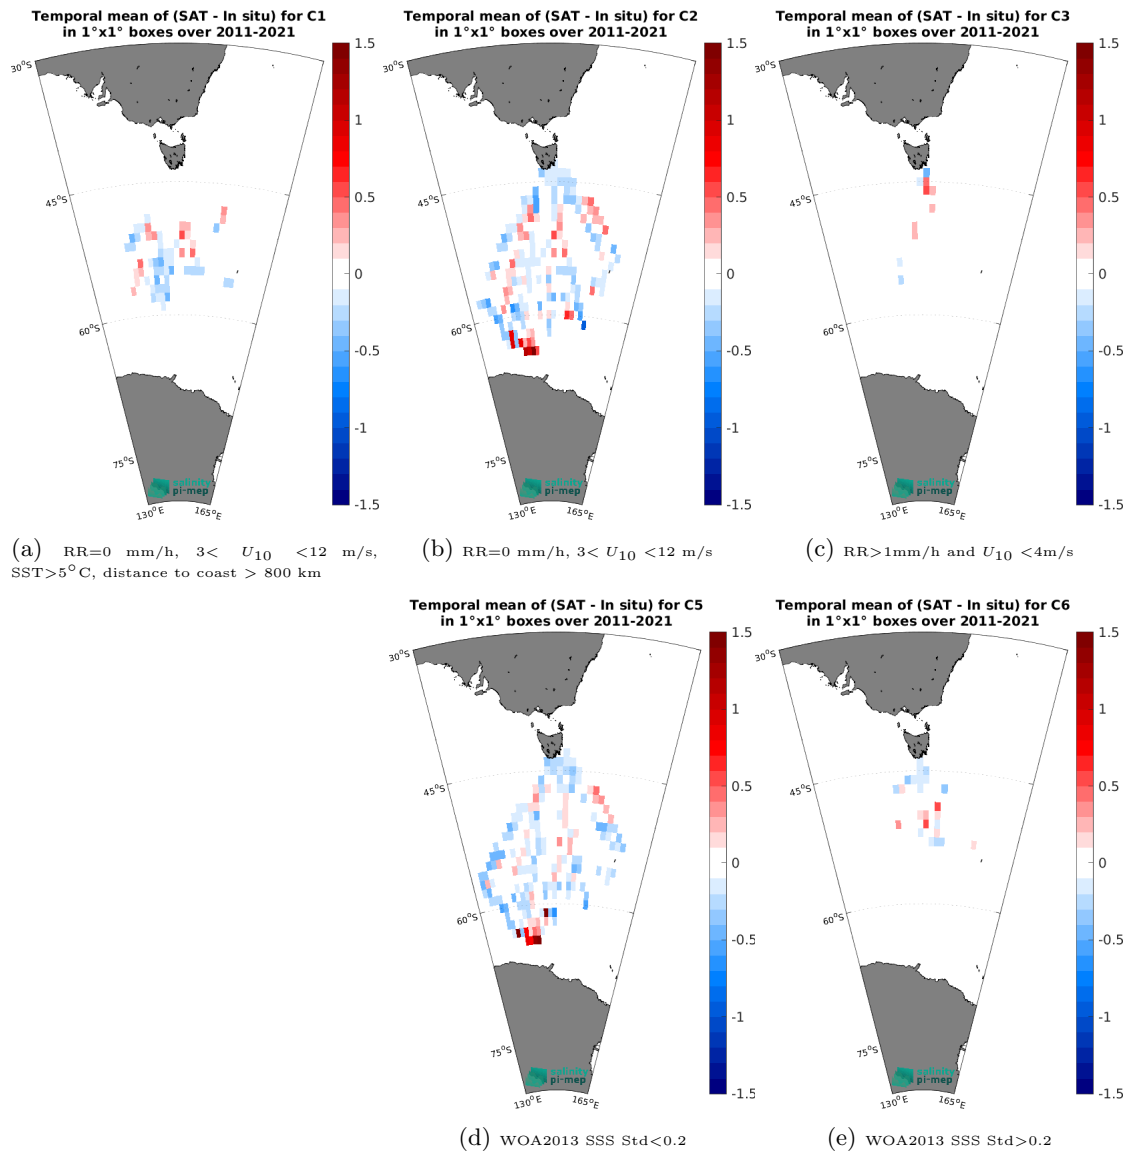 Temporal mean of (SAT - In situ) for C1
in 1°x1° boxes over 2011-2021
30°S
45°S
60°S
75°S
130°E
165°E
1.5
1
0.5
0
-0.5
-1
-1.5
salinity
pi-mep
(a) RR=0 mm/h, 3< U10 <12 m/s,
SST>5°C, distance to coast > 800 km
Temporal mean of (SAT - In situ) for C2
in 1°x1° boxes over 2011-2021
30°S
45°S
60°S
75°S
130°E
165°E
1.5
1
0.5
0
-0.5
-1
-1.5
salinity
pi-mep
(b) RR=0 mm/h, 3< U10 <12 m/s
Temporal mean of (SAT - In situ) for C3
in 1°x1° boxes over 2011-2021
30°S
45°S
60°S
75°S
130°E
165°E
1.5
1
0.5
0
-0.5
-1
-1.5
salinity
pi-mep
(c) RR>1mm/h and U10 <4m/s
Temporal mean of (SAT - In situ) for C5
in 1°x1° boxes over 2011-2021
30°S
45°S
60°S
75°S
130°E
165°E
1.5
1
0.5
0
-0.5
-1
-1.5
salinity
pi-mep
(d) WOA2013 SSS Std<0.2
Temporal mean of (SAT - In situ) for C6
in 1°x1° boxes over 2011-2021
30°S
45°S
60°S
75°S
130°E
165°E
1.5
1
0.5
0
-0.5
-1
-1.5
salinity
pi-mep
(e) WOA2013 SSS Std>0.2